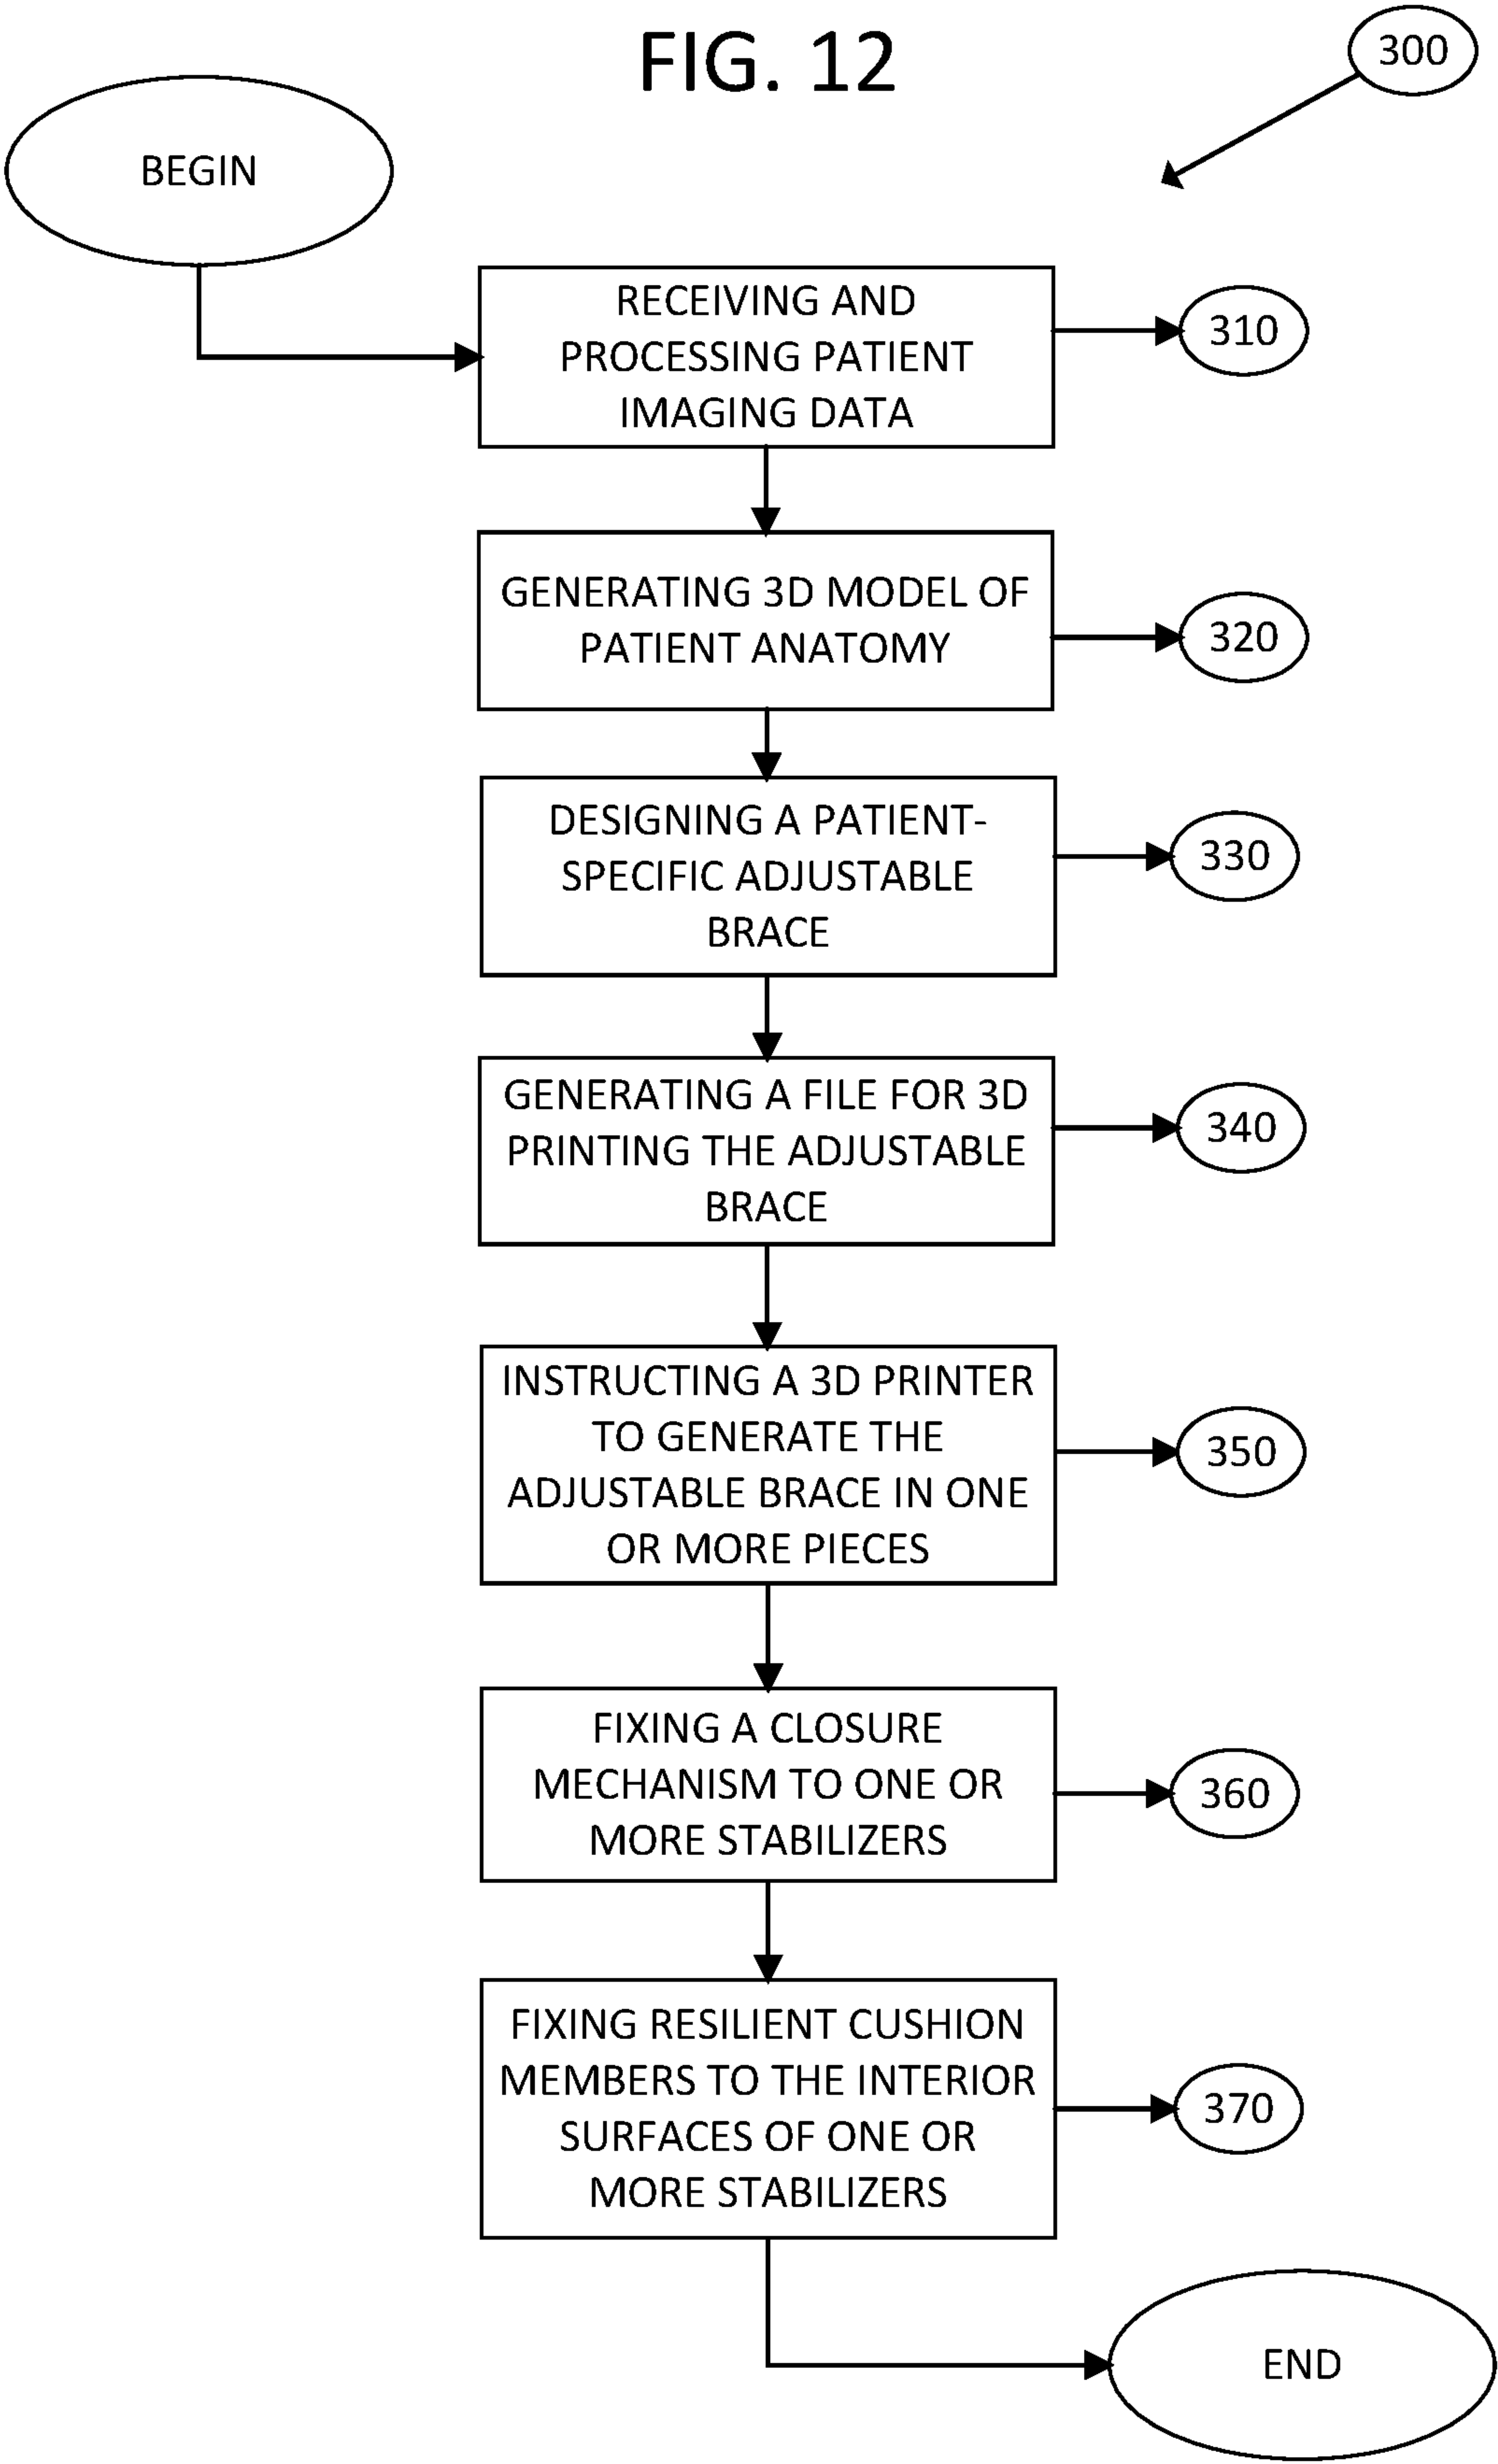 FIG. 12
300
BEGIN
RECEIVING AND
PROCESSING PATIENT
IMAGING DATA
310
GENERATING 3D MODEL OF
PATIENT ANATOMY
320
DESIGNING A PATIENT-
SPECIFIC ADJUSTABLE
BRACE
330
GENERATING A FILE FOR 3D
PRINTING THE ADJUSTABLE
BRACE
340
INSTRUCTING A 3D PRINTER
TO GENERATE THE
ADJUSTABLE BRACE IN ONE
OR MORE PIECES
350
FIXING A CLOSURE
MECHANISM TO ONE OR
MORE STABILIZERS
360
FIXING RESILIENT CUSHION
MEMBERS TO THE INTERIOR
SURFACES OF ONE OR
MORE STABILIZERS
370
END